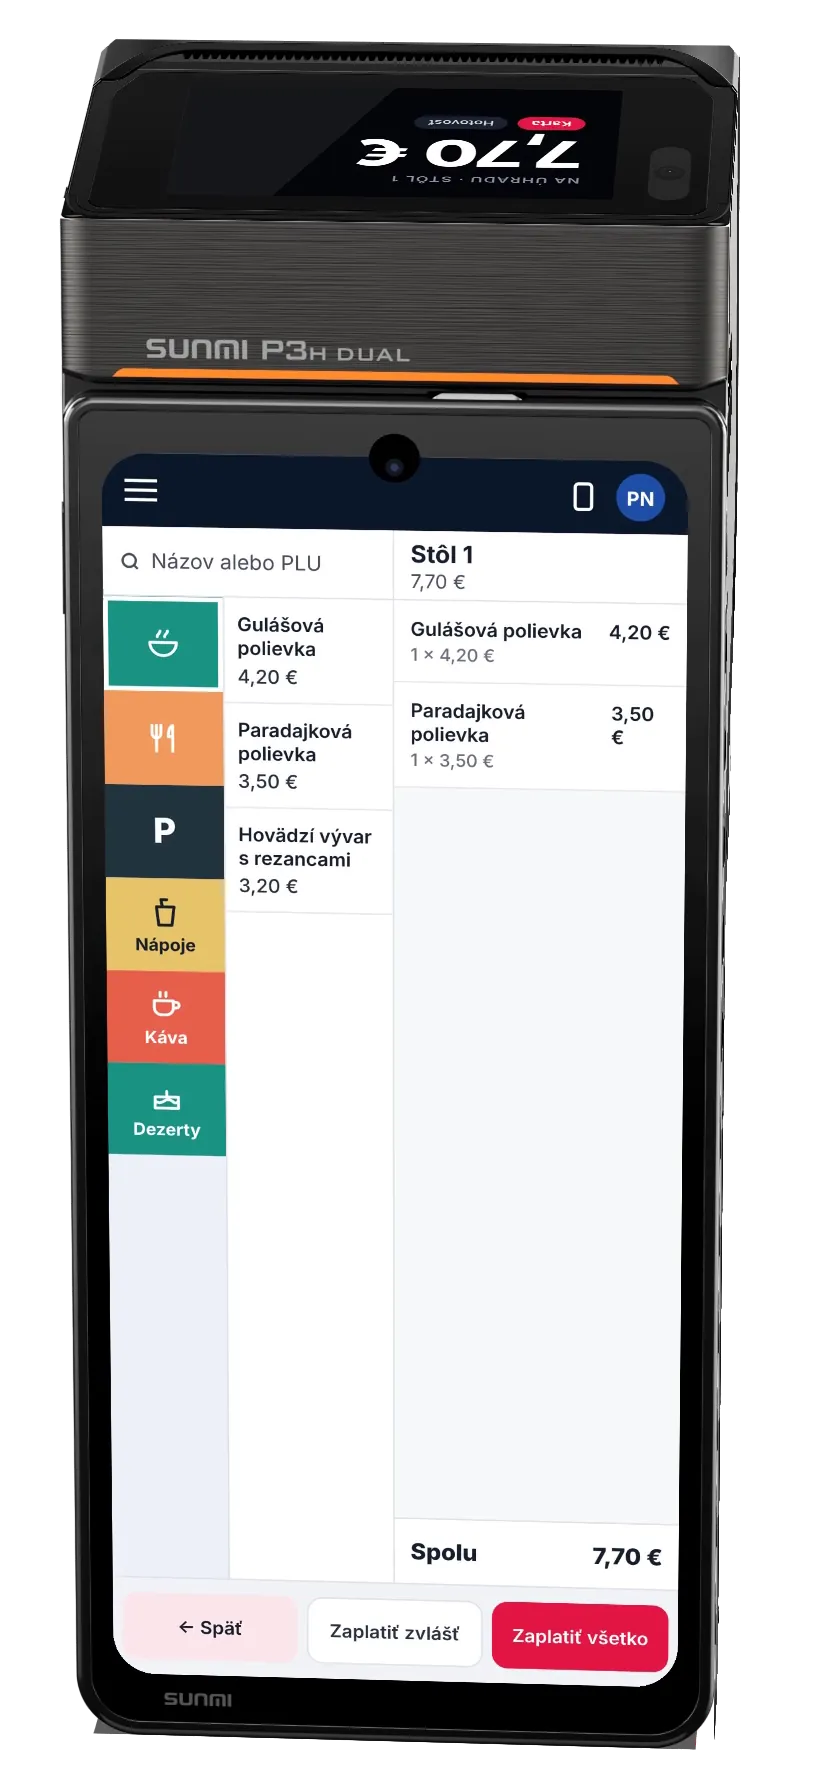 NA ÚHRADU · STÔL 1
7,70 €
Karta
Hotovosť
SUNMI P3H DUAL
PN
Názov alebo PLU
Stôl 1
7,70 €
Gulášová
polievka
4,20 €
Paradajková
polievka
3,50 €
Hovädzí vývar
s rezancami
3,20 €
P
Nápoje
Káva
Dezerty
Gulášová polievka
4,20 €
1 × 4,20 €
Paradajková
polievka
3,50
€
1 × 3,50 €
Spolu
7,70 €
← Späť
Zaplatiť zvlášť
Zaplatiť všetko
SUNMI